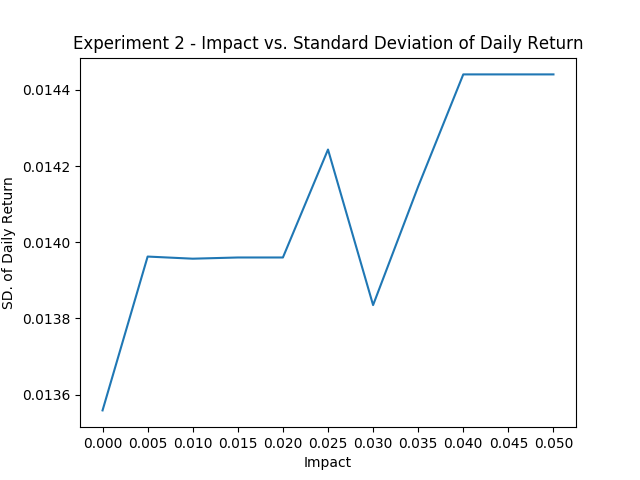 Experiment 2 - Impact vs. Standard Deviation of Daily Return
SD. of Daily Return
0.0144
0.0142
0.0140
0.0138
0.0136
0.000 0.005 0.010 0.015 0.020 0.025 0.030 0.035 0.040 0.045 0.050
Impact